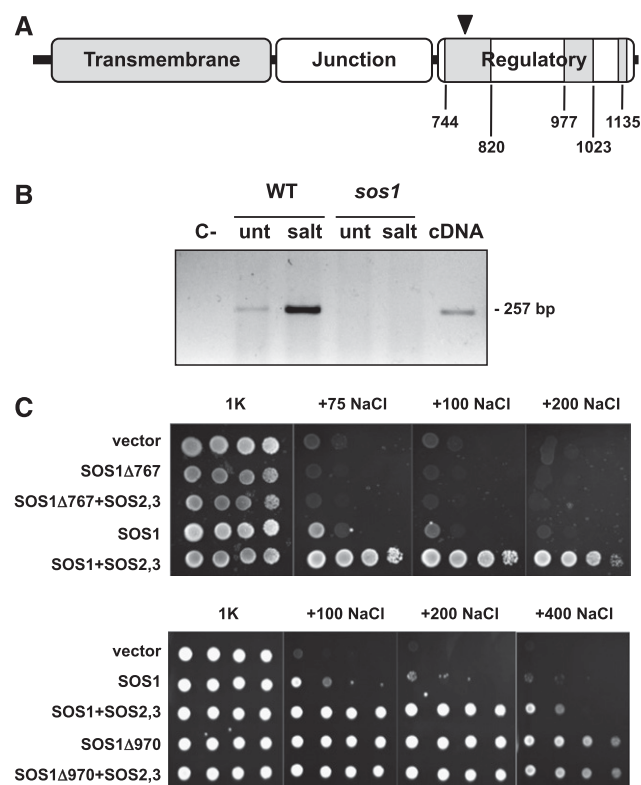 A
Transmembrane Junction Regulatory
744 977 1135
820 1023
B
WT sos1
C- unt salt unt salt cDNA
- 257 bp
C
1K +75 NaCl +100 NaCl +200 NaCl
vector
SOS1Δ767
SOS1Δ767+SOS2,3
SOS1
SOS1+SOS2,3
1K +100 NaCl +200 NaCl +400 NaCl
vector
SOS1
SOS1+SOS2,3
SOS1Δ970
SOS1Δ970+SOS2,3